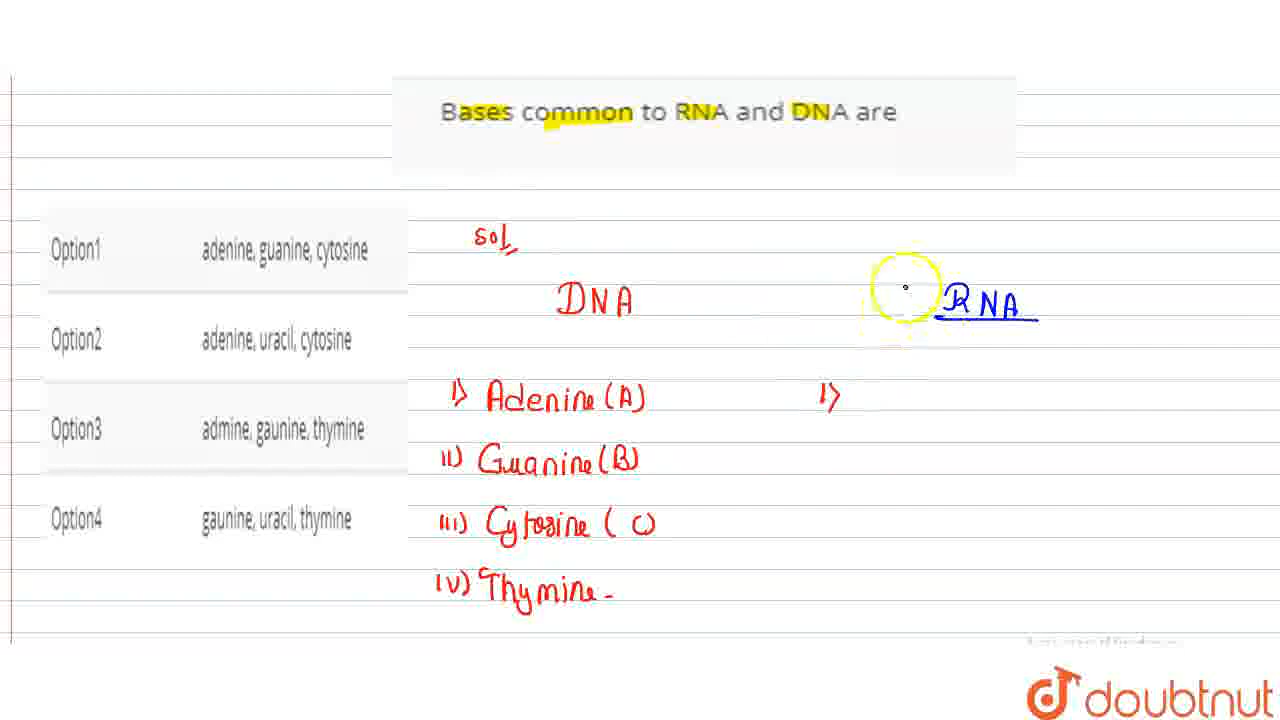 Bases common to RNA and DNA are
Option1 adenine, guanine, cytosine
Option2 adenine, uracil, cytosine
Option3 admine, gaunine, thymine
Option4 gaunine, uracil, thymine
Sol
DNA RNA
i) Adenine (A) i)
ii) Guanine (B)
iii) Cytosine ( C)
iv) Thymine -
doubtnut